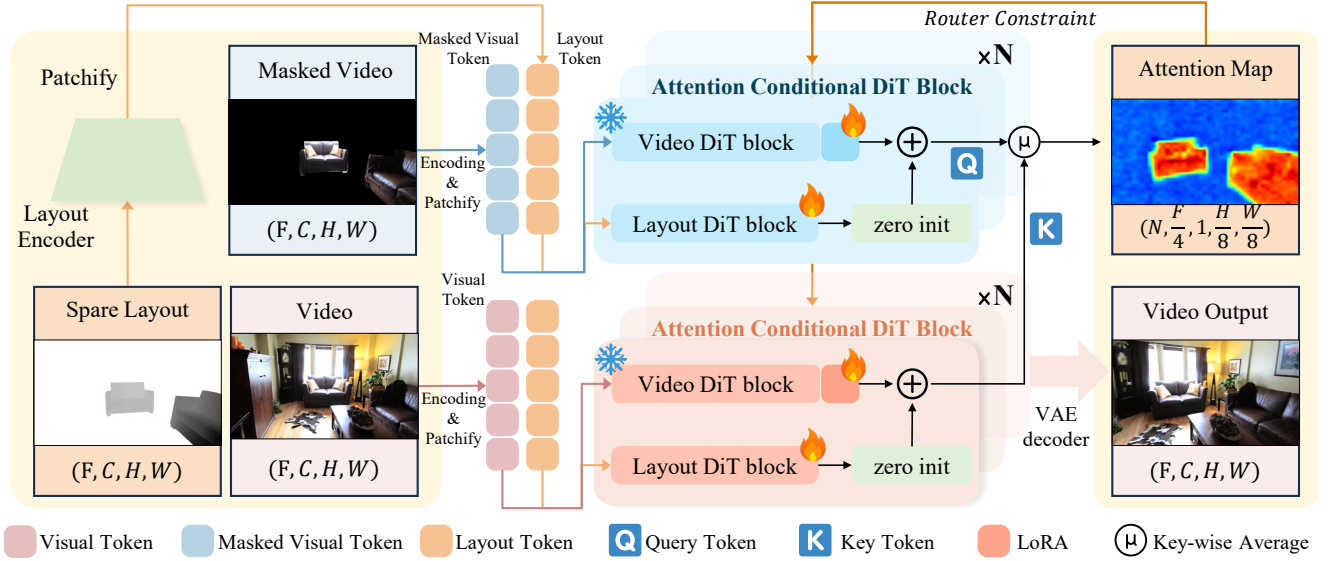 Router Constraint
Patchify
Masked Video
(F, C, H, W)
Layout
Encoder
Spare Layout
(F, C, H, W)
Video
(F, C, H, W)
Masked Visual
Token
Layout
Token
Encoding
&
Patchify
Visual
Token
Encoding
&
Patchify
×N
Attention Conditional DiT Block
Video DiT block
Layout DiT block
zero init
Q
μ
K
×N
Attention Conditional DiT Block
Video DiT block
Layout DiT block
zero init
VAE
decoder
Attention Map
(N, F/4, 1, H/8, W/8)
Video Output
(F, C, H, W)
Visual Token
Masked Visual Token
Layout Token
Q Query Token
K Key Token
LoRA
μ Key-wise Average